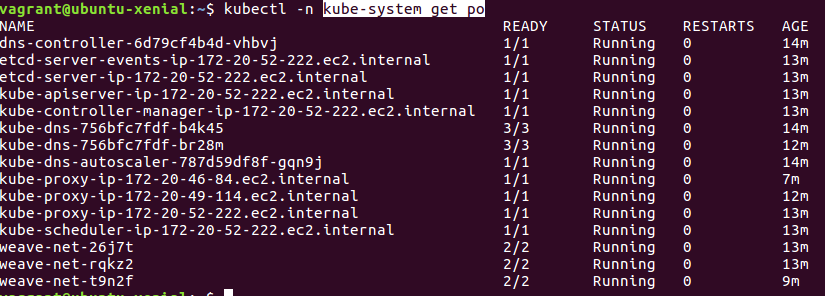 vagrant@ubuntu-xenial:~$ kubectl -n kube-system get po
NAME READY STATUS RESTARTS AGE
dns-controller-6d79cf4b4d-vhbvj 1/1 Running 0 14m
etcd-server-events-ip-172-20-52-222.ec2.internal 1/1 Running 0 13m
etcd-server-ip-172-20-52-222.ec2.internal 1/1 Running 0 13m
kube-apiserver-ip-172-20-52-222.ec2.internal 1/1 Running 0 13m
kube-controller-manager-ip-172-20-52-222.ec2.internal 1/1 Running 0 13m
kube-dns-756bfc7fdf-b4k45 3/3 Running 0 14m
kube-dns-756bfc7fdf-br28m 3/3 Running 0 12m
kube-dns-autoscaler-787d59df8f-gqn9j 1/1 Running 0 14m
kube-proxy-ip-172-20-46-84.ec2.internal 1/1 Running 0 7m
kube-proxy-ip-172-20-49-114.ec2.internal 1/1 Running 0 12m
kube-proxy-ip-172-20-52-222.ec2.internal 1/1 Running 0 13m
kube-scheduler-ip-172-20-52-222.ec2.internal 1/1 Running 0 13m
weave-net-26j7t 2/2 Running 0 13m
weave-net-rqkz2 2/2 Running 0 13m
weave-net-t9n2f 2/2 Running 0 9m
vagrant@ubuntu-xenial:~$